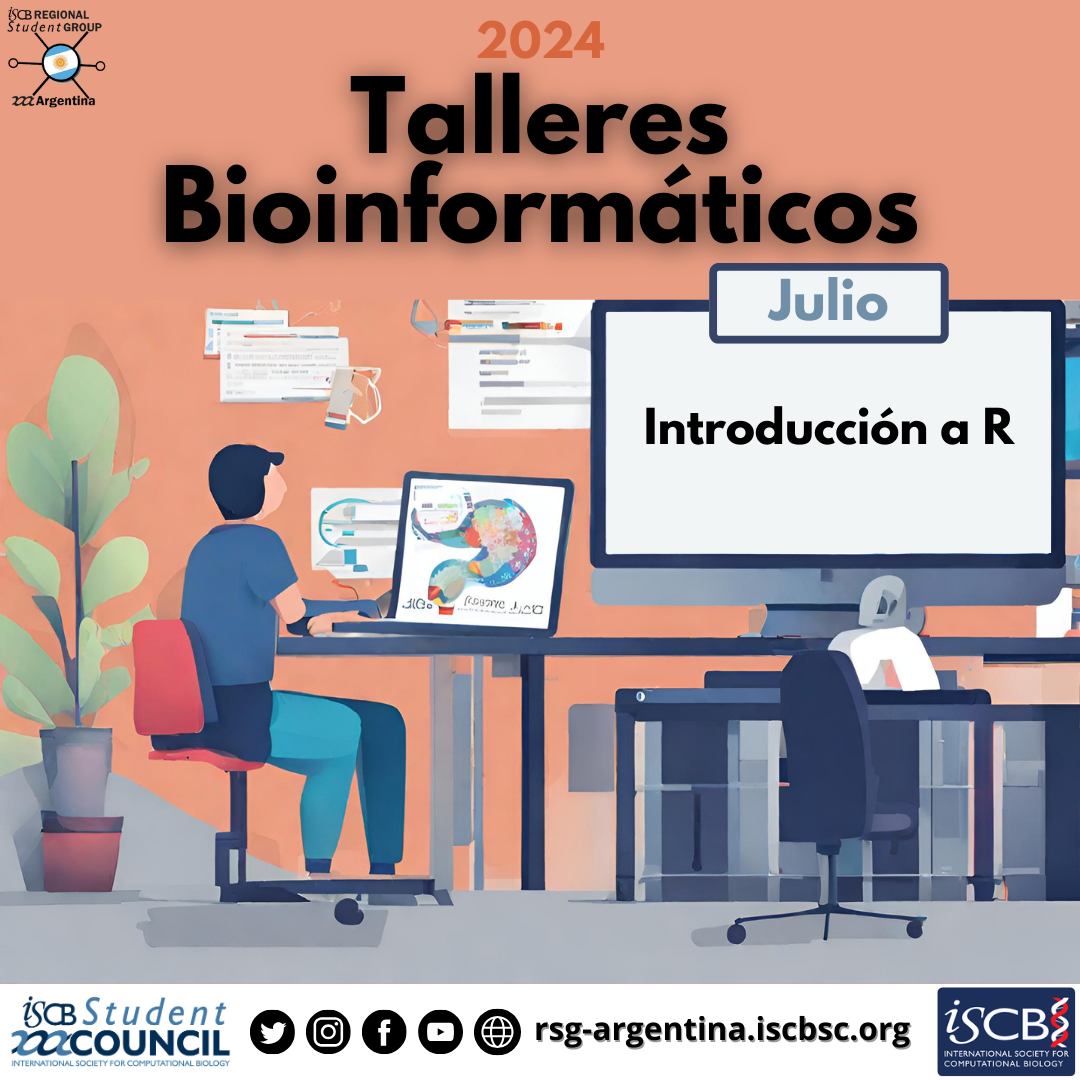 iSCB REGIONAL
Student GROUP
Argentina
2024
Talleres
Bioinformáticos
Julio
Introducción a R
iSCB Student
COUNCIL
INTERNATIONAL SOCIETY FOR COMPUTATIONAL BIOLOGY
rsg-argentina.iscbsc.org
iSCB
INTERNATIONAL SOCIETY FOR
COMPUTATIONAL BIOLOGY